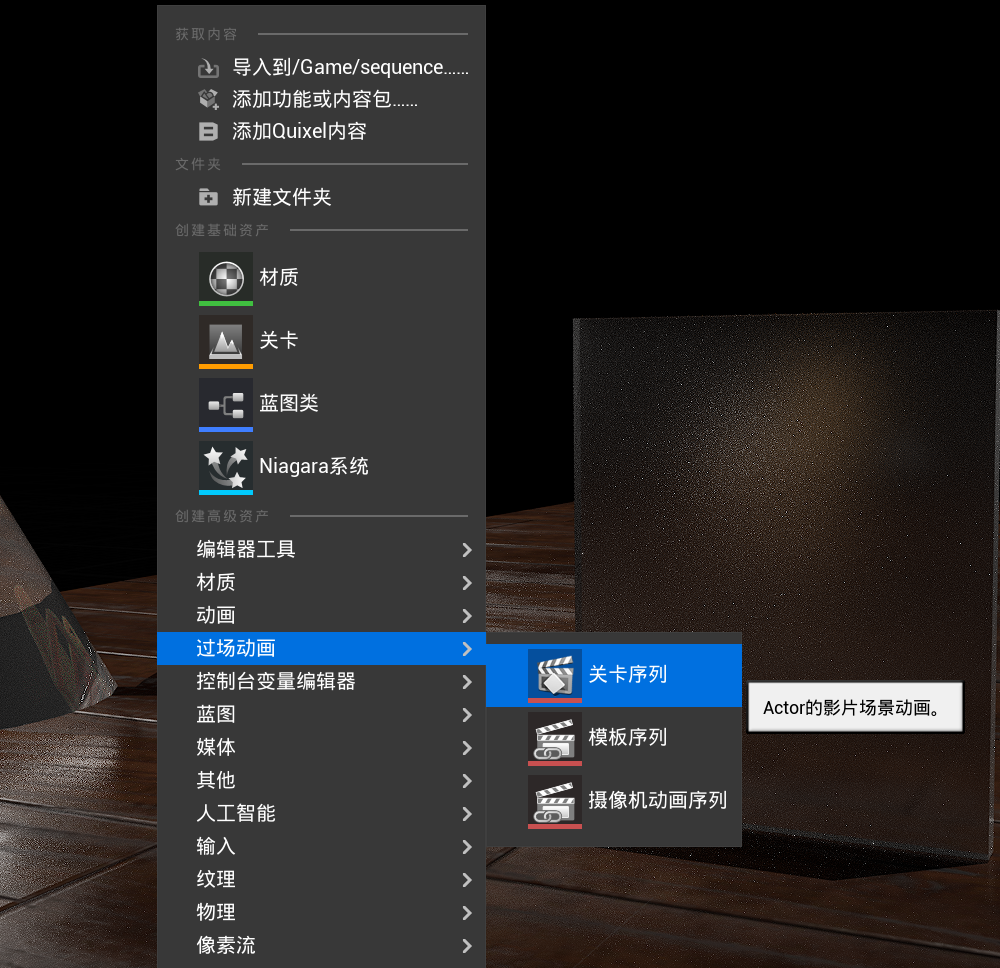 获取内容
导入到/Game/sequence……
添加功能或内容包……
添加Quixel内容
文件夹
新建文件夹
创建基础资产
材质
关卡
蓝图类
Niagara系统
创建高级资产
编辑器工具
材质
动画
过场动画
控制台变量编辑器
蓝图
媒体
其他
人工智能
输入
纹理
物理
像素流
关卡序列
模板序列
摄像机动画序列
Actor的影片场景动画。